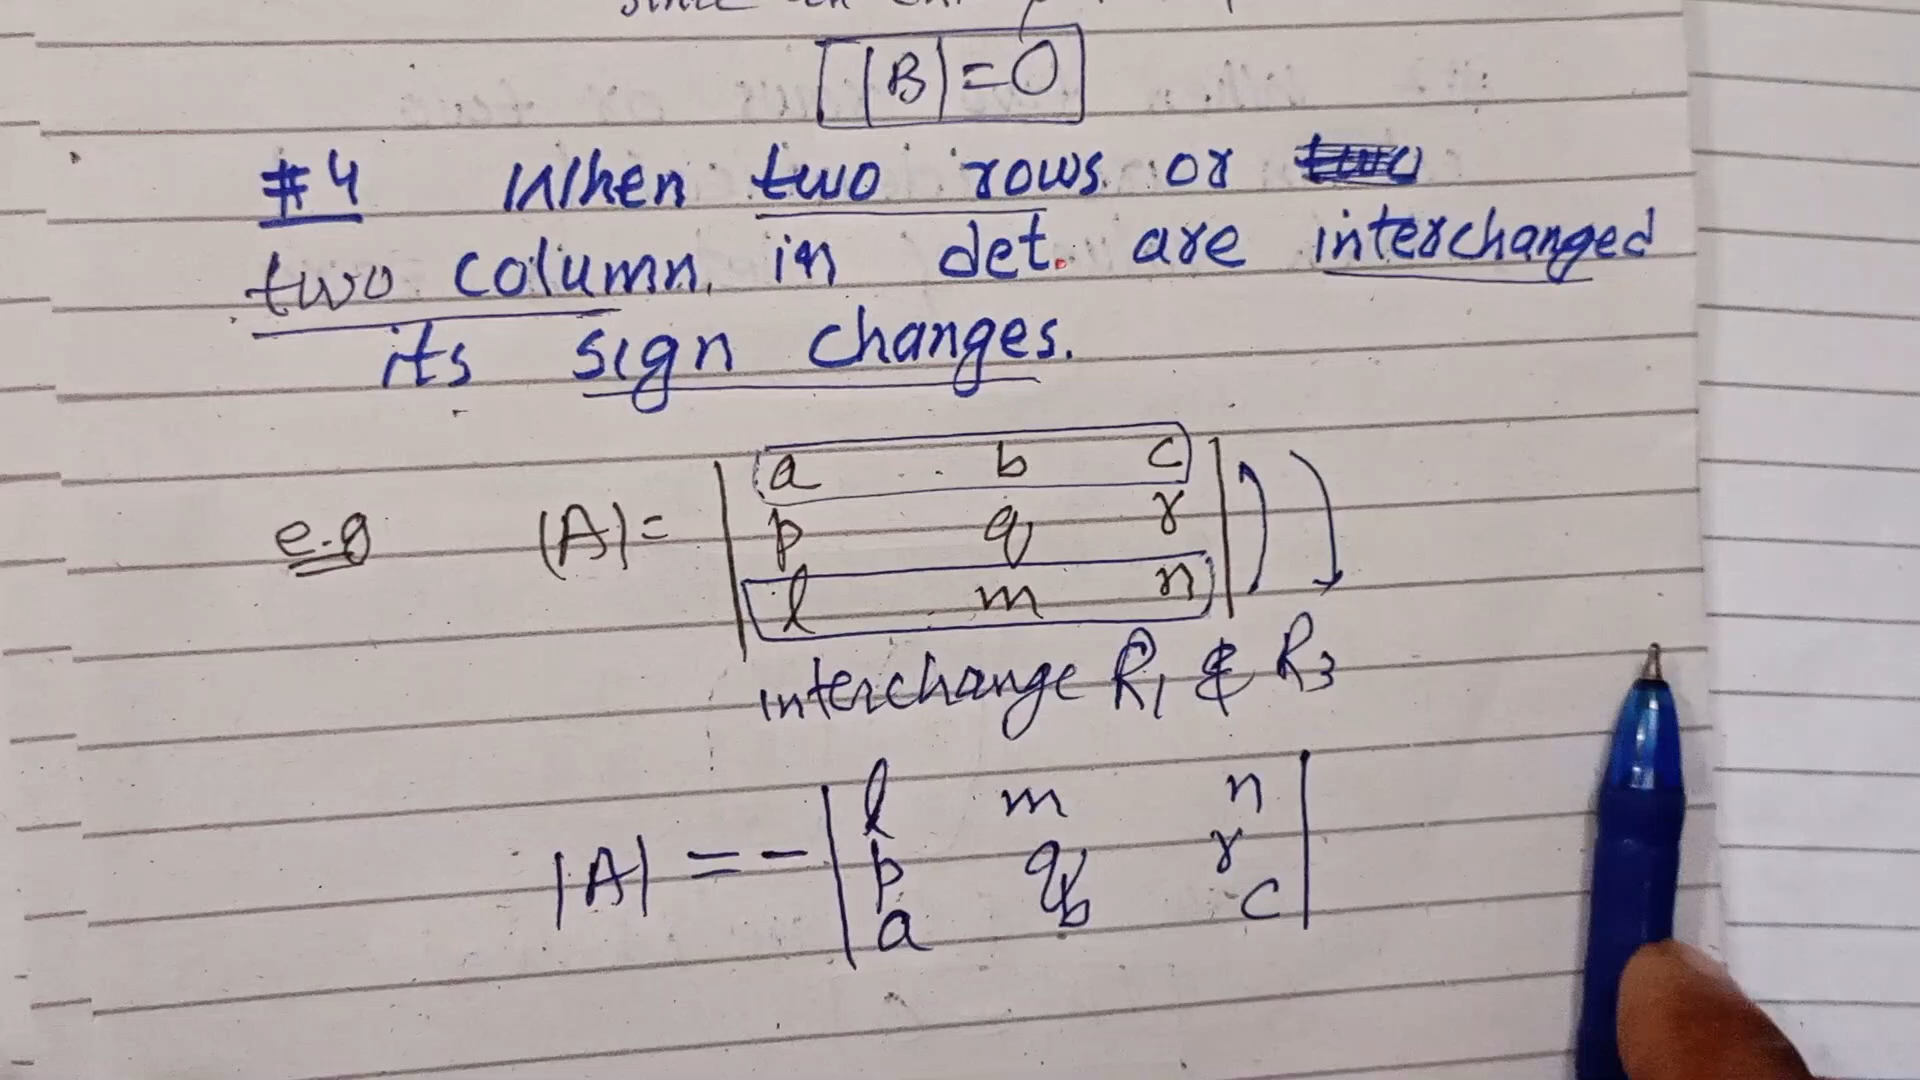 |B|=0
#4 When two rows or
two column in det. are interchanged
its sign changes.
a b c
e.g |A|= p q r
l m n
interchange R1 & R3
l m n
|A| = - p q r
a b c